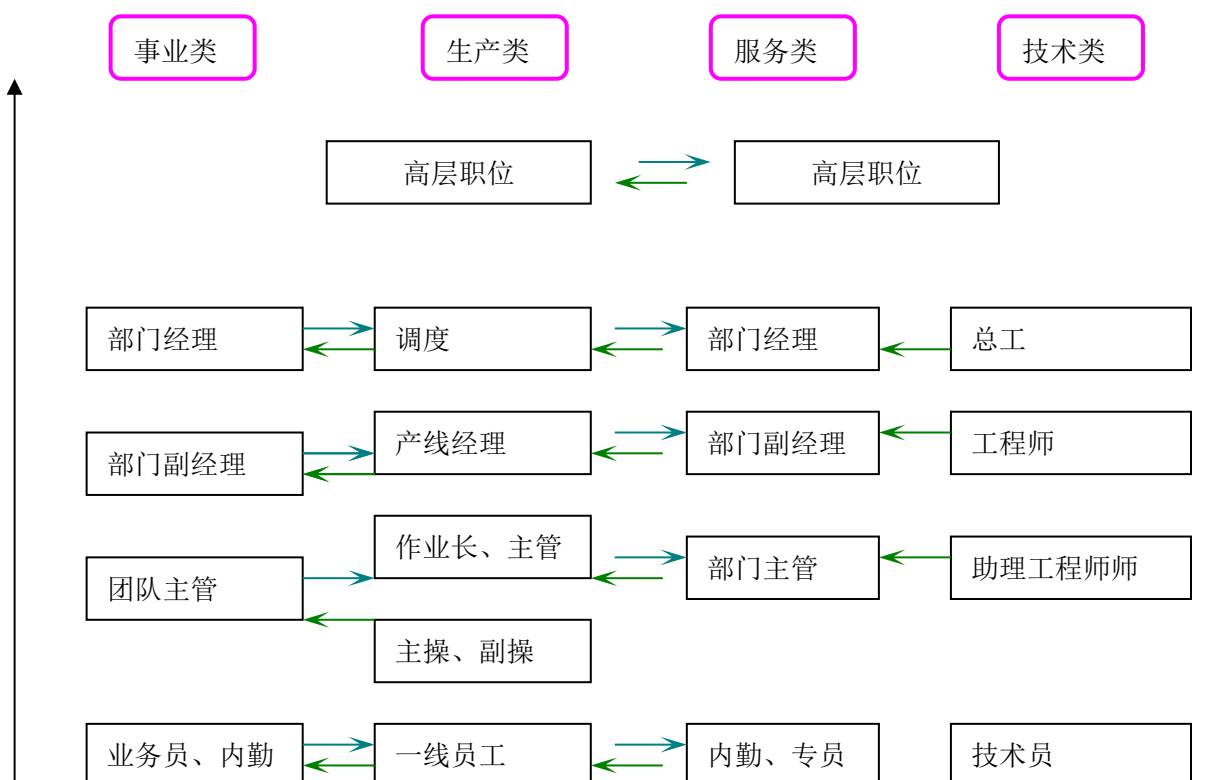 事业类
生产类
服务类
技术类
高层职位
高层职位
部门经理
调度
部门经理
总工
部门副经理
产线经理
部门副经理
工程师
团队主管
作业长、主管
部门主管
助理工程师师
主操、副操
业务员、内勤
一线员工
内勤、专员
技术员